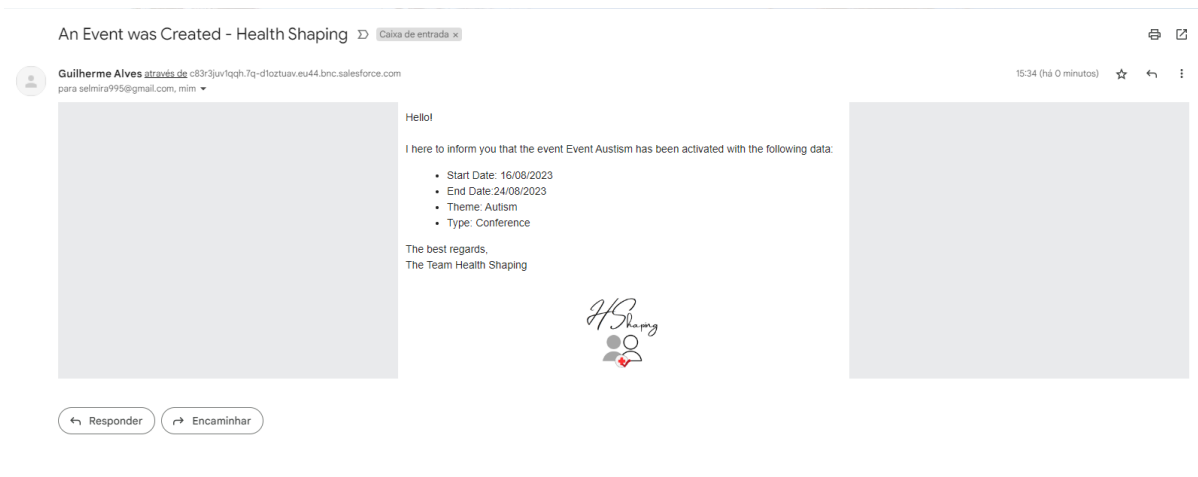 An Event was Created - Health Shaping Caixa de entrada x
Guilherme Alves através de c83r3juv1qqh.7q-d1oztuav.eu44.bnc.salesforce.com 15:34 (há 0 minutos)
para selmira995@gmail.com, mim
Hello!
I here to inform you that the event Event Austism has been activated with the following data:
• Start Date: 16/08/2023
• End Date:24/08/2023
• Theme: Autism
• Type: Conference
The best regards,
The Team Health Shaping
HShaping
Responder Encaminhar